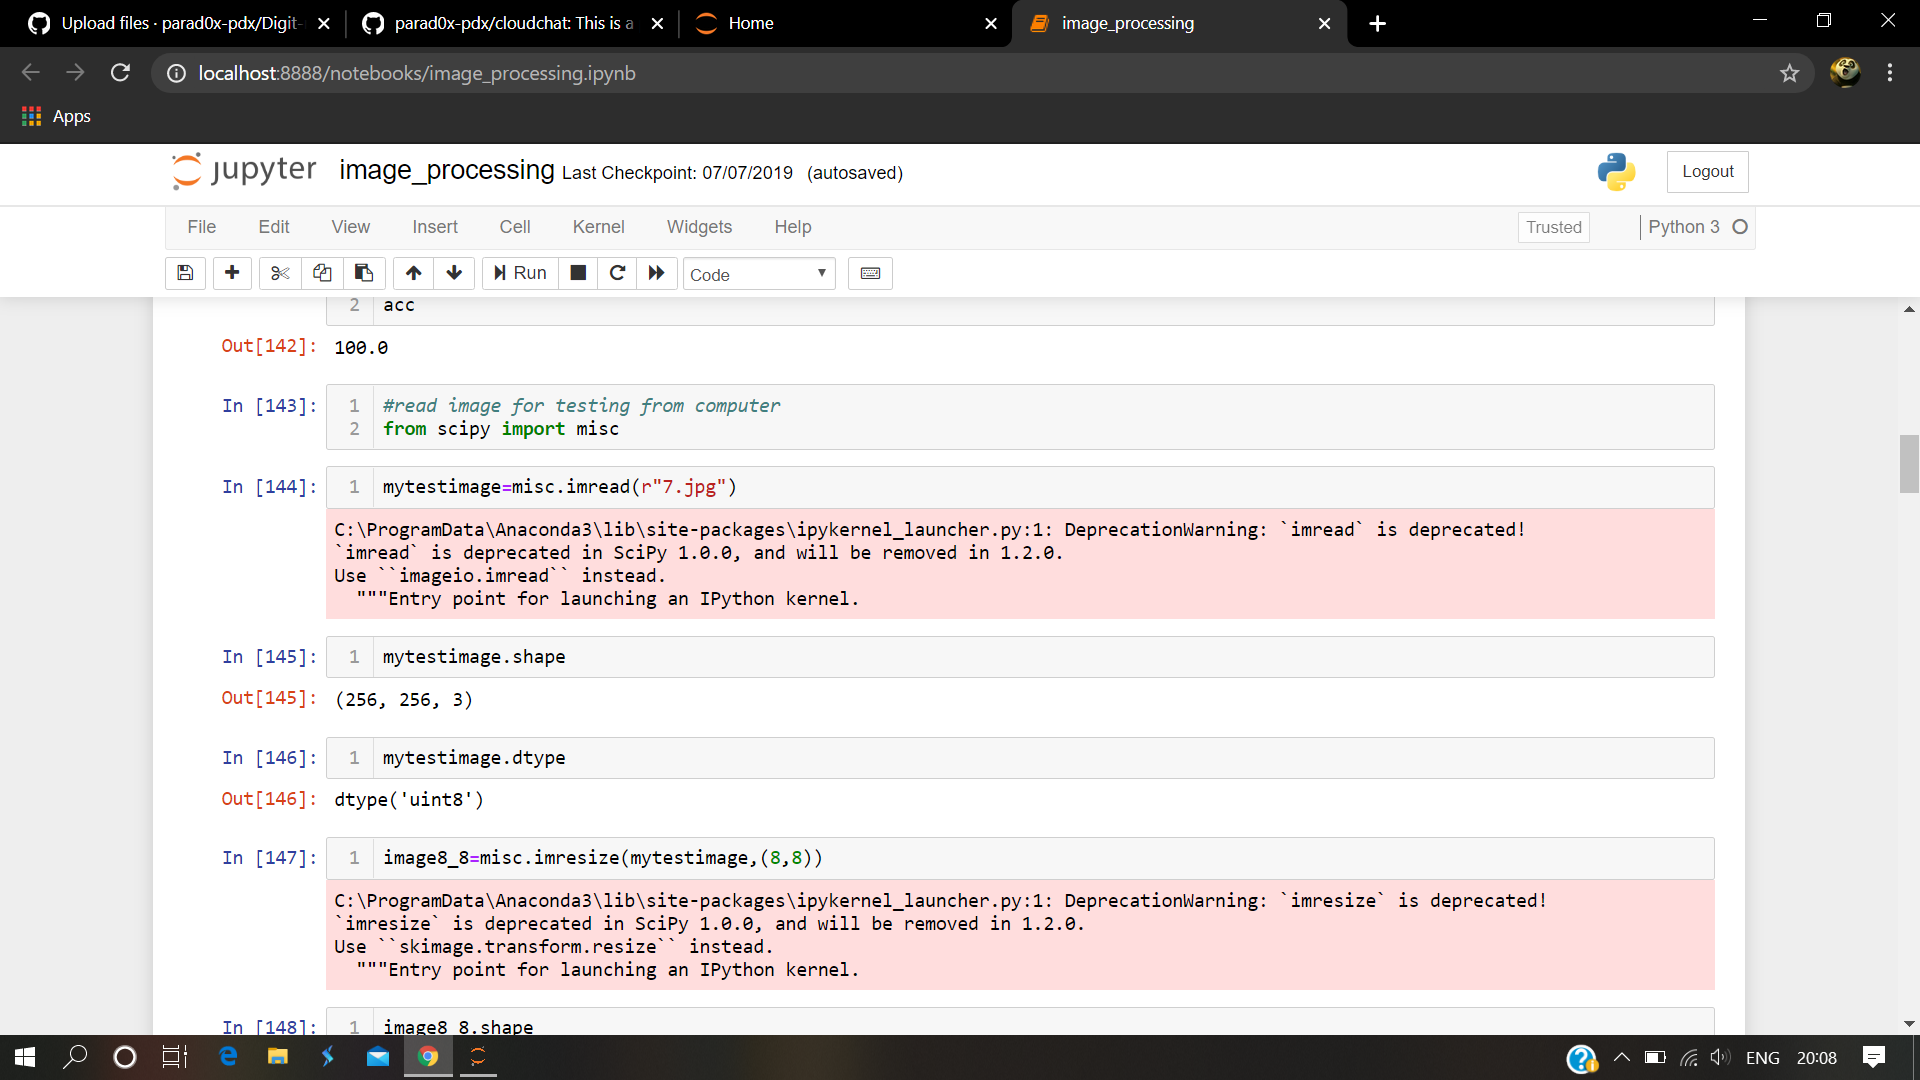 Upload files · parad0x-pdx/Digit-
parad0x-pdx/cloudchat: This is a
Home
image_processing
localhost:8888/notebooks/image_processing.ipynb
Apps
jupyter
image_processing Last Checkpoint: 07/07/2019 (autosaved)
Logout
File Edit View Insert Cell Kernel Widgets Help
Trusted
Python 3
Run
Code
2 acc
Out[142]: 100.0
In [143]: 1 #read image for testing from computer
2 from scipy import misc
In [144]: 1 mytestimage=misc.imread(r"7.jpg")
C:\ProgramData\Anaconda3\lib\site-packages\ipykernel_launcher.py:1: DeprecationWarning: `imread` is deprecated!
`imread` is deprecated in SciPy 1.0.0, and will be removed in 1.2.0.
Use ``imageio.imread`` instead.
"""Entry point for launching an IPython kernel.
In [145]: 1 mytestimage.shape
Out[145]: (256, 256, 3)
In [146]: 1 mytestimage.dtype
Out[146]: dtype('uint8')
In [147]: 1 image8_8=misc.imresize(mytestimage,(8,8))
C:\ProgramData\Anaconda3\lib\site-packages\ipykernel_launcher.py:1: DeprecationWarning: `imresize` is deprecated!
`imresize` is deprecated in SciPy 1.0.0, and will be removed in 1.2.0.
Use ``skimage.transform.resize`` instead.
"""Entry point for launching an IPython kernel.
In [148]: 1 image8_8.shape
ENG 20:08